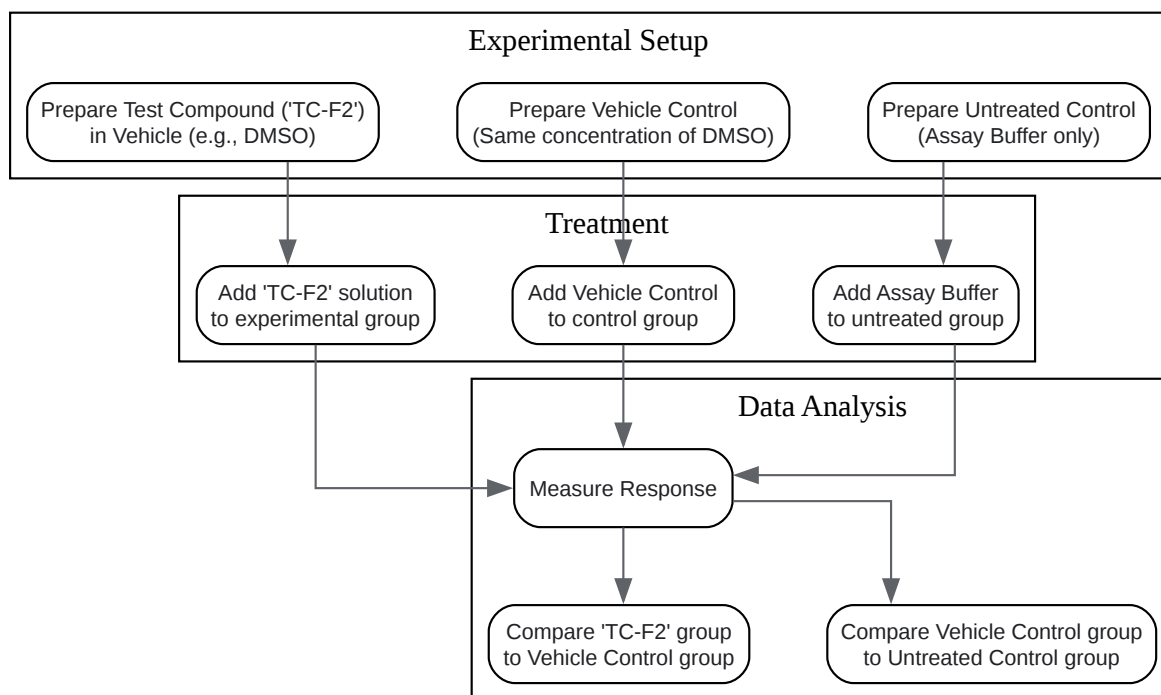 Experimental Setup
Prepare Test Compound ('TC-F2')
in Vehicle (e.g., DMSO)
Prepare Vehicle Control
(Same concentration of DMSO)
Prepare Untreated Control
(Assay Buffer only)
Treatment
Add 'TC-F2' solution
to experimental group
Add Vehicle Control
to control group
Add Assay Buffer
to untreated group
Data Analysis
Measure Response
Compare 'TC-F2' group
to Vehicle Control group
Compare Vehicle Control group
to Untreated Control group